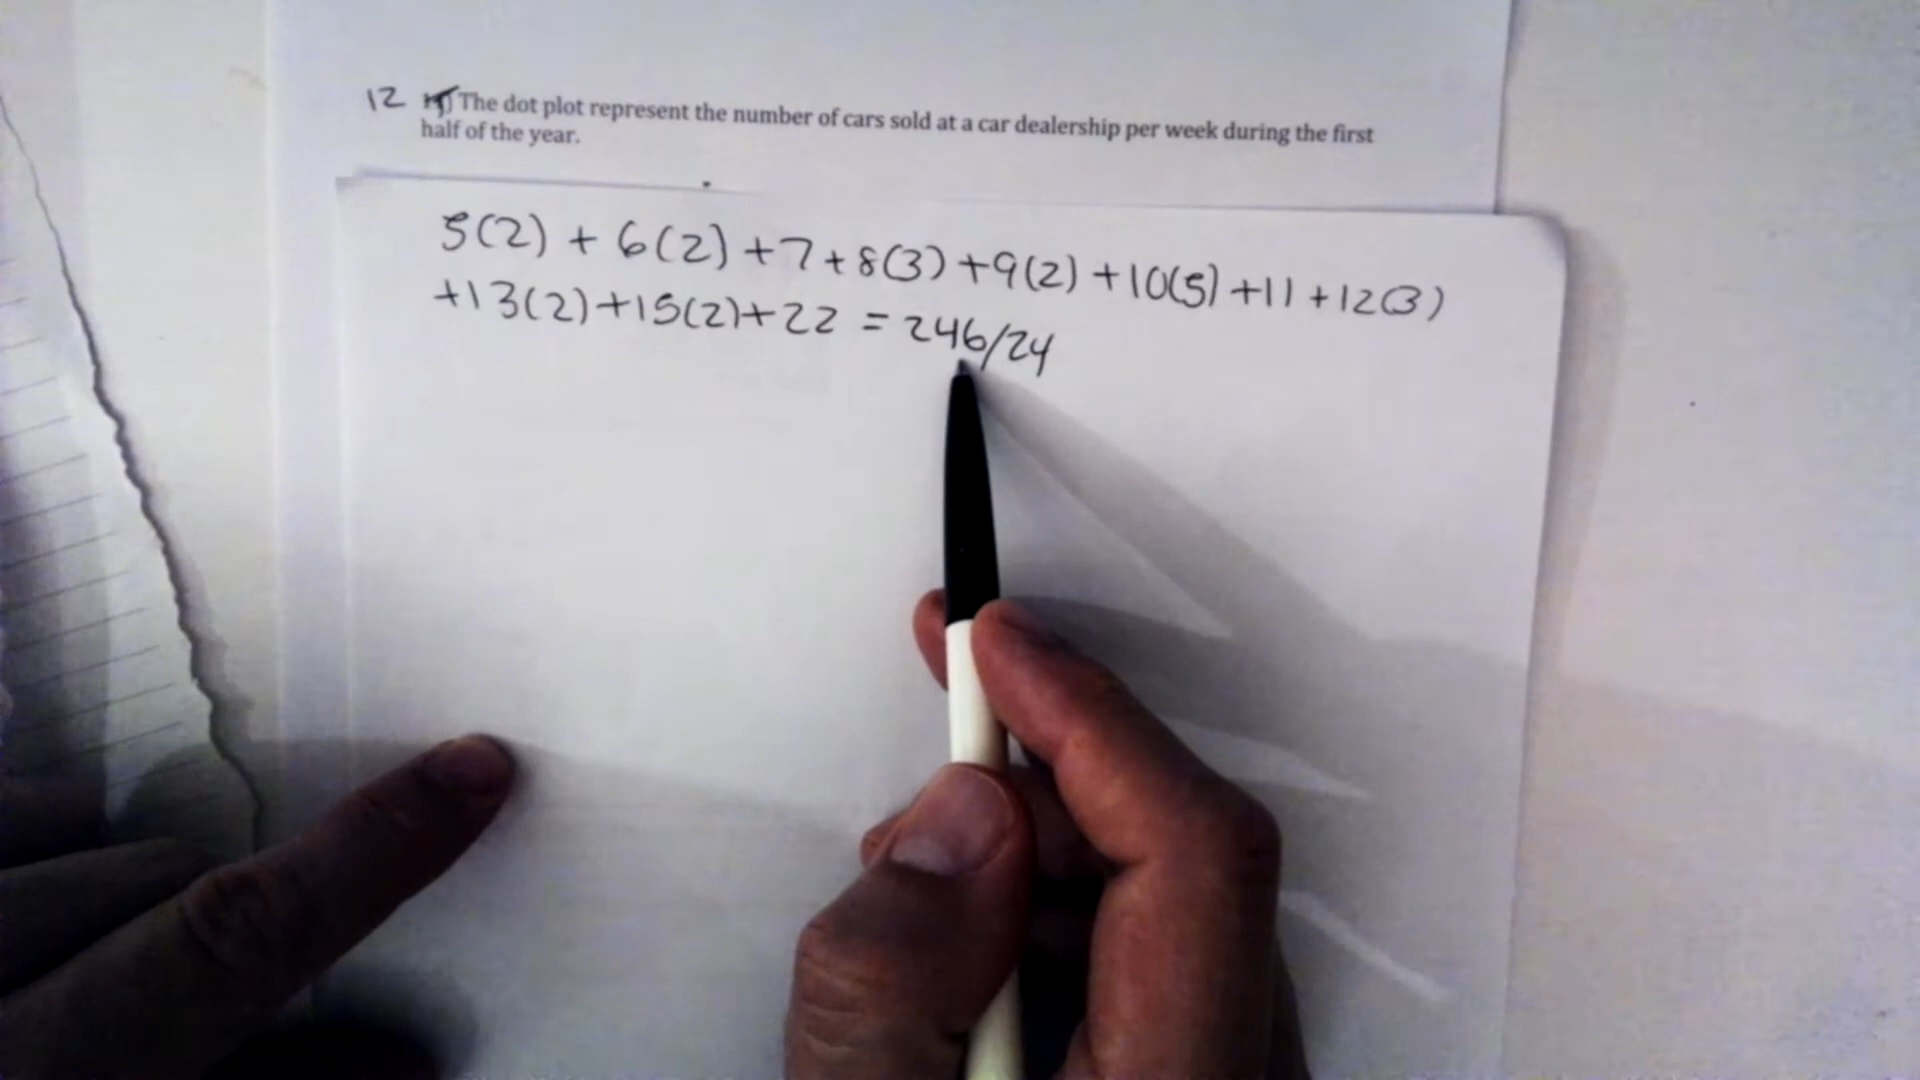 12 The dot plot represent the number of cars sold at a car dealership per week during the first
half of the year.
5(2) + 6(2) + 7 + 8(3) + 9(2) + 10(5) + 11 + 12(3)
+13(2)+15(2)+22 = 246/24